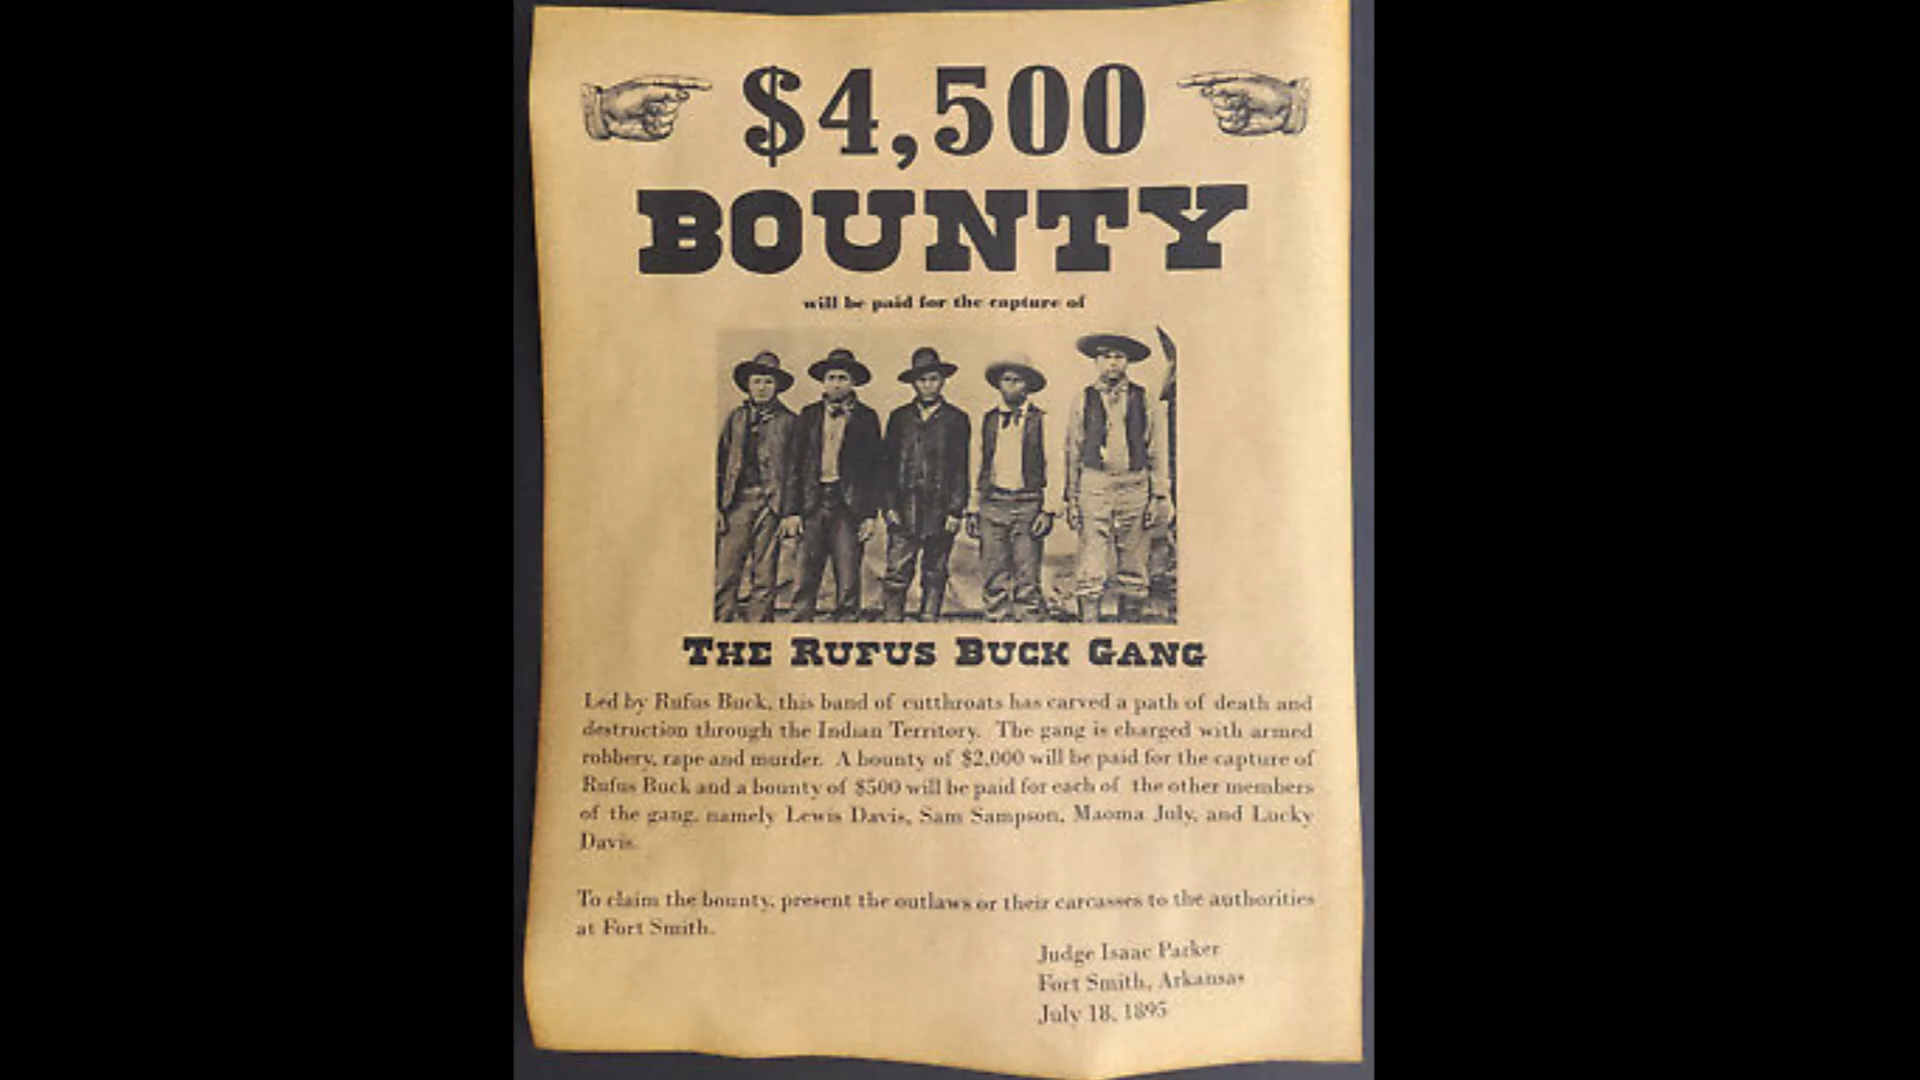 $4,500
BOUNTY
will be paid for the capture of
THE RUFUS BUCK GANG
Led by Rufus Buck, this band of cutthroats has carved a path of death and
destruction through the Indian Territory. The gang is charged with armed
robbery, rape and murder. A bounty of $2,000 will be paid for the capture of
Rufus Buck and a bounty of $500 will be paid for each of the other members
of the gang, namely Lewis Davis, Sam Sampson, Maoma July, and Lucky
Davis.
To claim the bounty, present the outlaws or their carcasses to the authorities
at Fort Smith.
Judge Isaac Parker
Fort Smith, Arkansas
July 18, 1895